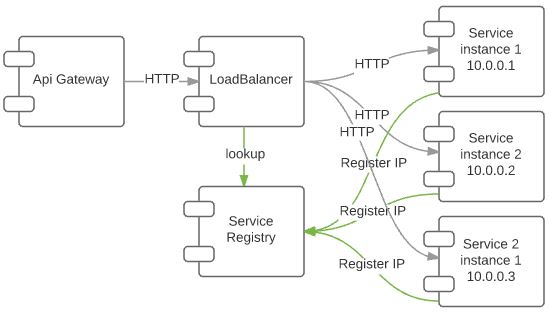 Api Gateway
HTTP
LoadBalancer
lookup
Service
Registry
HTTP
HTTP
HTTP
Register IP
Register IP
Register IP
Service
instance 1
10.0.0.1
Service
instance 2
10.0.0.2
Service 2
instance 1
10.0.0.3